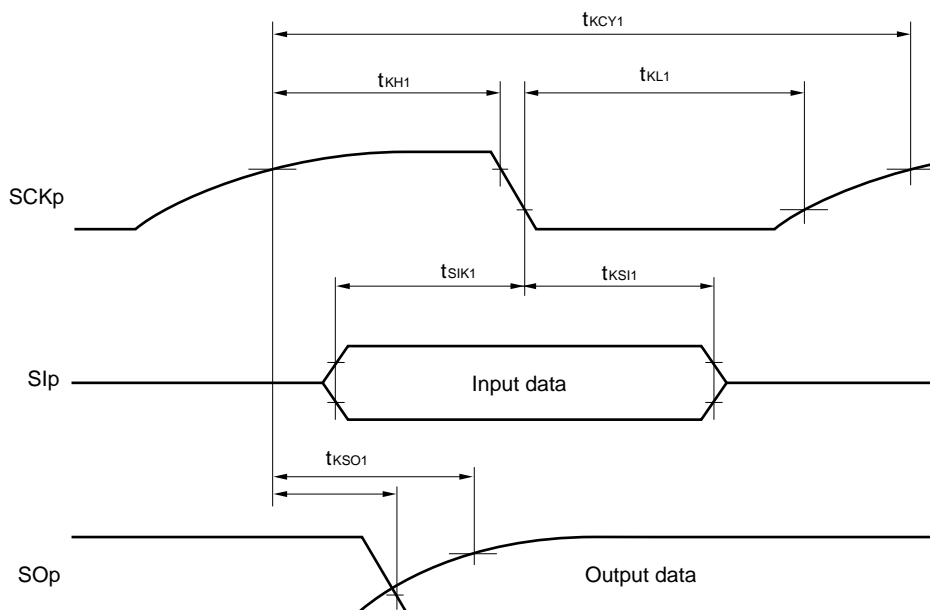 tKCY1
tKH1
tKL1
SCKp
tSIK1
tKSI1
SIp
Input data
tKSO1
SOp
Output data